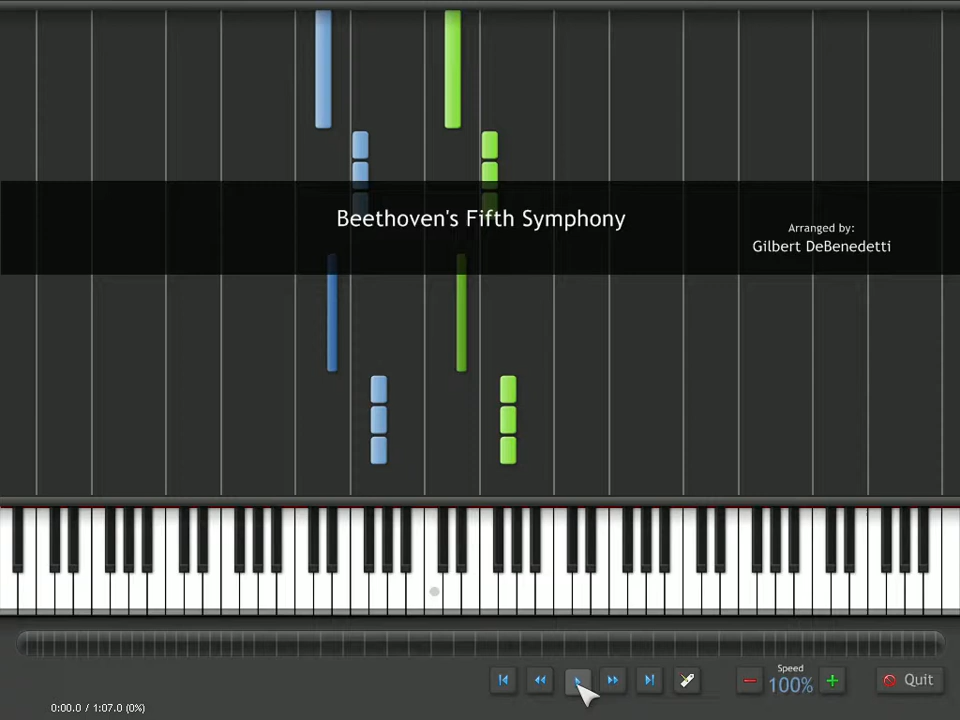 Beethoven's Fifth Symphony
Arranged by:
Gilbert DeBenedetti
Speed
100%
Quit
0:00.0 / 1:07.0 (0%)